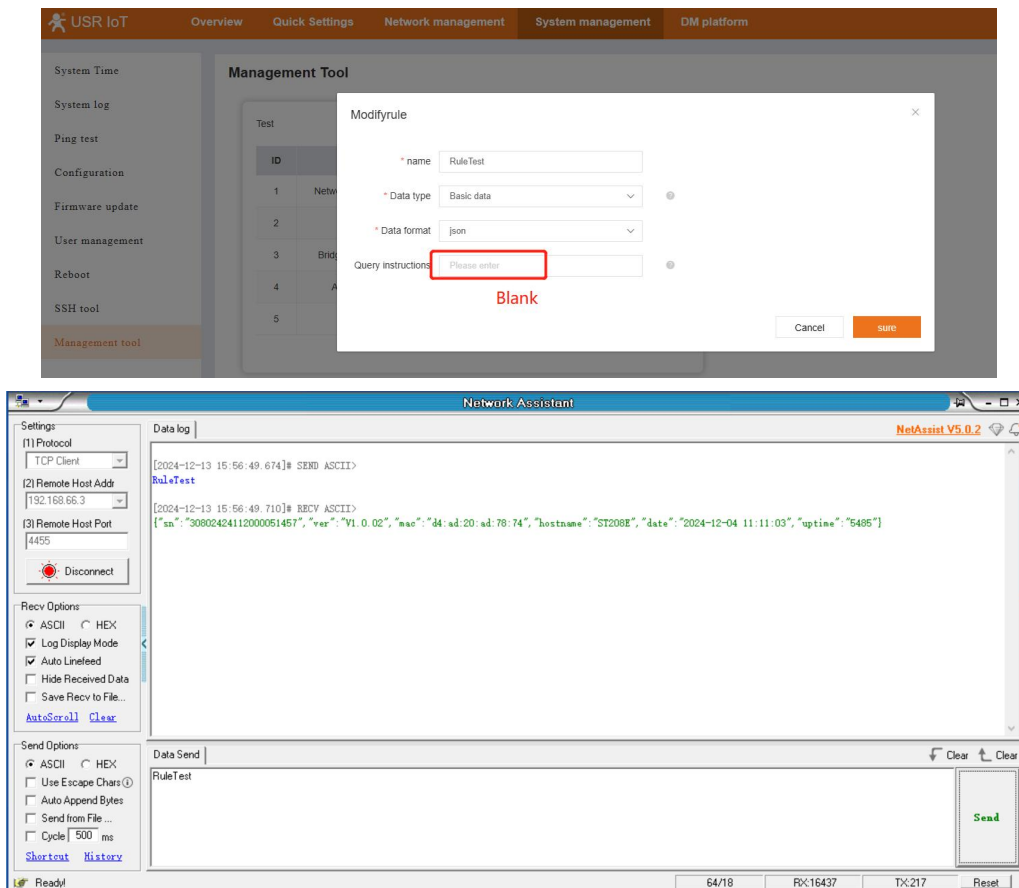 USR IoT Overview Quick Settings Network management System management DM platform
System Time
System log
Ping test
Configuration
Firmware update
User management
Reboot
SSH tool
Management tool
Management Tool
Test
ID
1 Netw
2
3 Bridg
4 A
5
Modifyrule
* name RuleTest
* Data type Basic data
* Data format json
Query instructions Please enter
Blank
Cancel sure
Network Assistant
Settings
(1) Protocol
TCP Client
(2) Remote Host Addr
192.168.66.3
(3) Remote Host Port
4455
Disconnect
Recv Options
ASCII HEX
Log Display Mode
Auto Linefeed
Hide Received Data
Save Recv to File...
AutoScroll Clear
Send Options
ASCII HEX
Use Escape Chars
Auto Append Bytes
Send from File ...
Cycle 500 ms
Shortcut History
Data log NetAssist V5.0.2
[2024-12-13 15:56:49.674]# SEND ASCII>
RuleTest
[2024-12-13 15:56:49.710]# RECV ASCII>
{"sn":"30802424112000051457","ver":"V1.0.02","mac":"d4:ad:20:ad:78:74","hostname":"ST208E","date":"2024-12-04 11:11:03","uptime":"5485"}
Data Send Clear Clear
RuleTest
Send
Ready! 64/18 RX:16437 TX:217 Reset